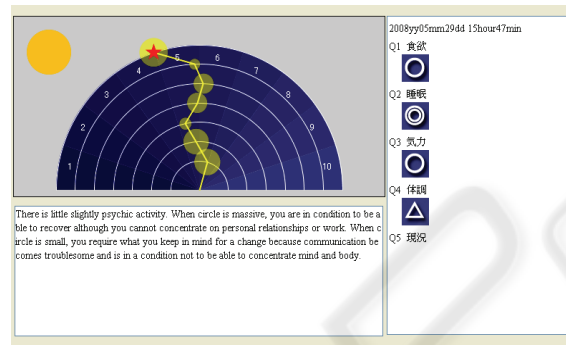 1
2
3
4
5
6
7
8
9
10
There is little slightly psychic activity. When circle is massive, you are in condition to be a
ble to recover although you cannot concentrate on personal relationships or work. When c
ircle is small, you require what you keep in mind for a change because communication be
comes troublesome and is in a condition not to be able to concentrate mind and body.
2008yy05mm29dd 15hour47min
Q1 食欲
Q2 睡眠
Q3 気力
Q4 体調
Q5 現況